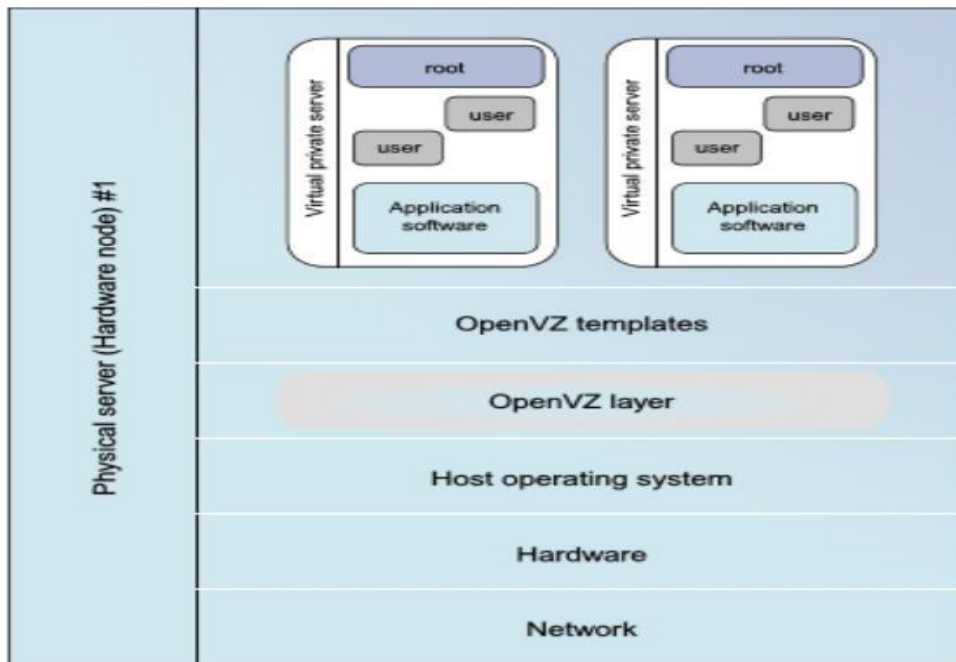 Physical server (Hardware node) #1
Virtual private server
root
user
user
Application
software
Virtual private server
root
user
user
Application
software
OpenVZ templates
OpenVZ layer
Host operating system
Hardware
Network